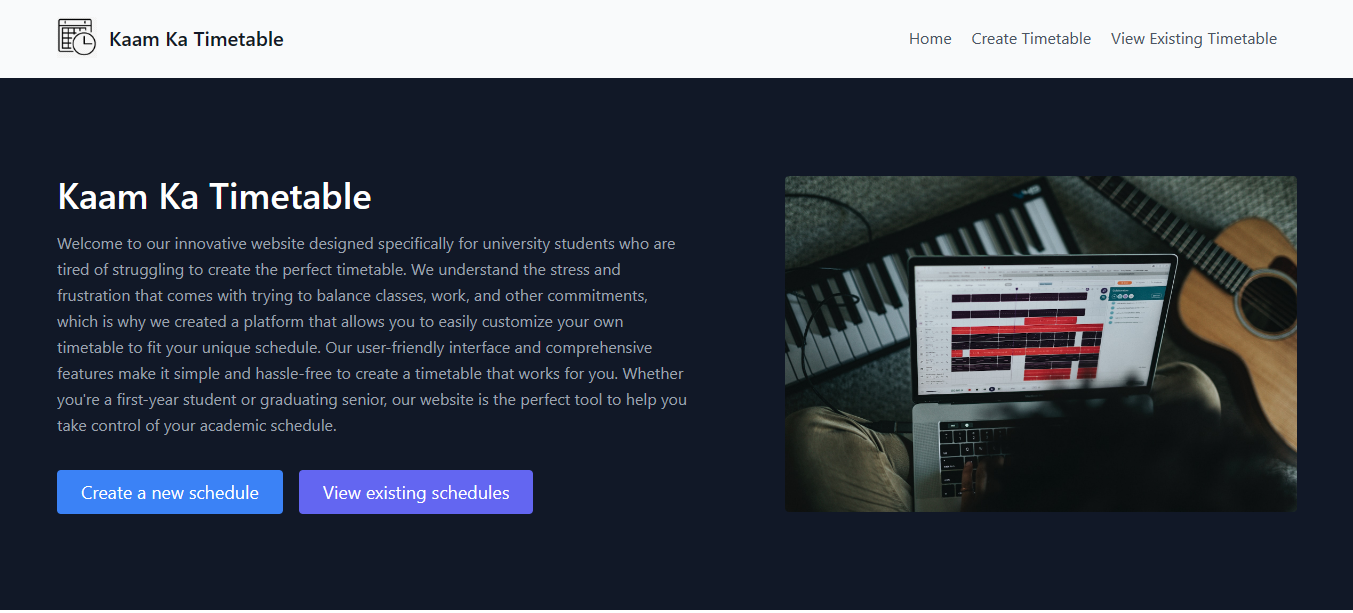 Kaam Ka Timetable
Home
Create Timetable
View Existing Timetable
Kaam Ka Timetable
Welcome to our innovative website designed specifically for university students who are
tired of struggling to create the perfect timetable. We understand the stress and
frustration that comes with trying to balance classes, work, and other commitments,
which is why we created a platform that allows you to easily customize your own
timetable to fit your unique schedule. Our user-friendly interface and comprehensive
features make it simple and hassle-free to create a timetable that works for you. Whether
you're a first-year student or graduating senior, our website is the perfect tool to help you
take control of your academic schedule.
Create a new schedule
View existing schedules